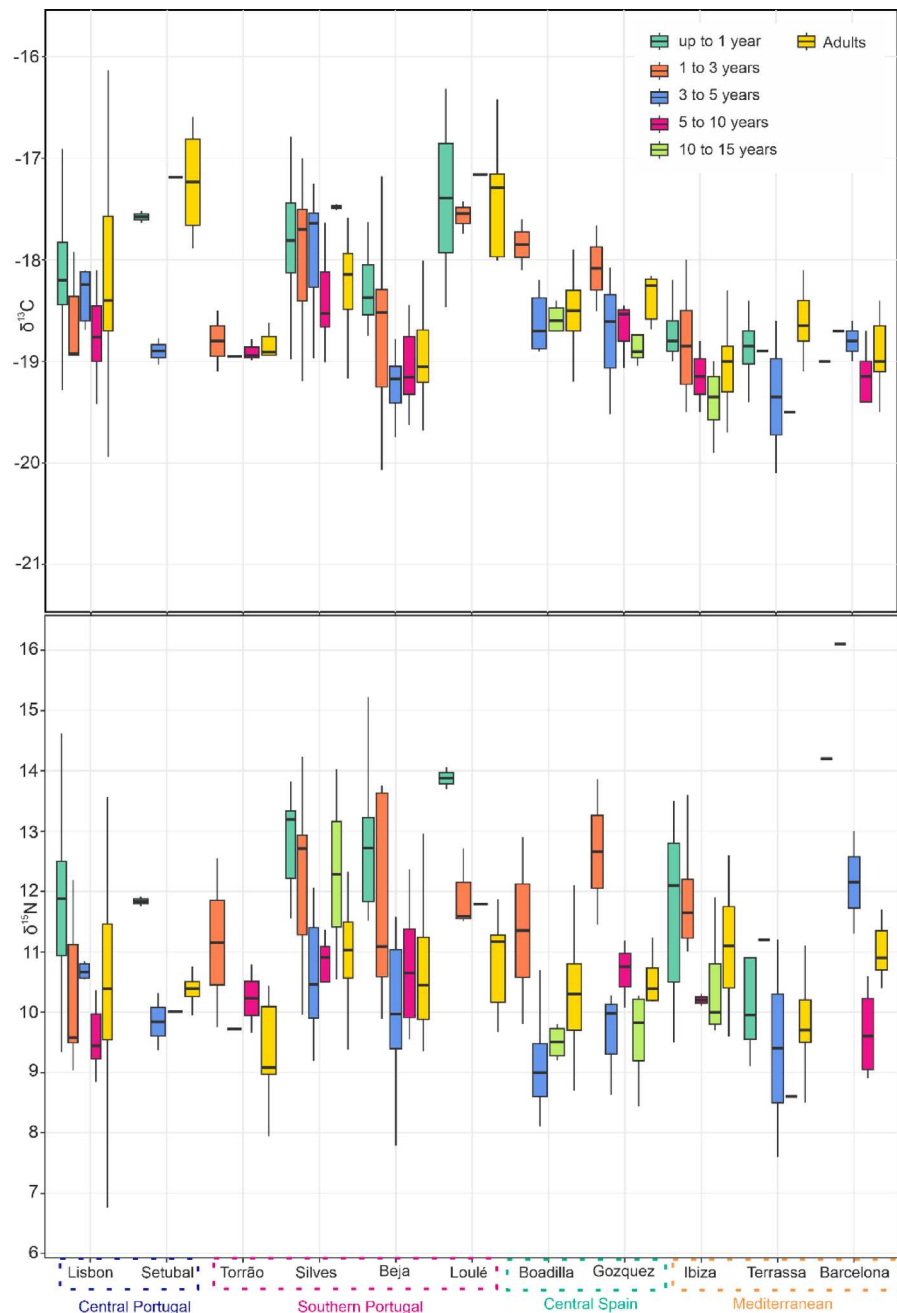 up to 1 year
Adults
1 to 3 years
3 to 5 years
5 to 10 years
10 to 15 years
-16
-17
-18
δ13C
-19
-20
-21
16
15
14
13
12
δ15N
11
10
9
8
7
6
Lisbon Setubal Torrão Silves Beja Loulé Boadilla Gozquez Ibiza Terrassa Barcelona
Central Portugal Southern Portugal Central Spain Mediterranean